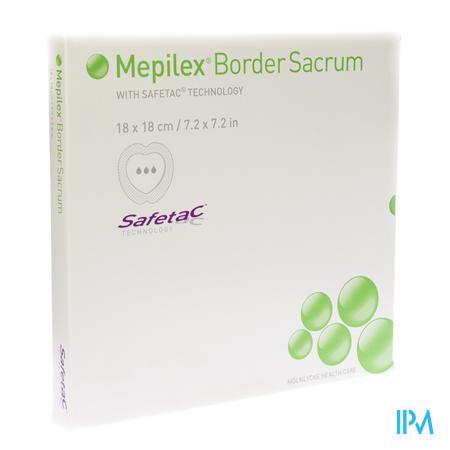 Mepilex® Border Sacrum
WITH SAFETAC® TECHNOLOGY
18 x 18 cm / 7.2 x 7.2 in
Safetac
TECHNOLOGY
MÖLNLYCKE HEALTH CARE
Mepilex Border Sacrum
Safetac
IPM